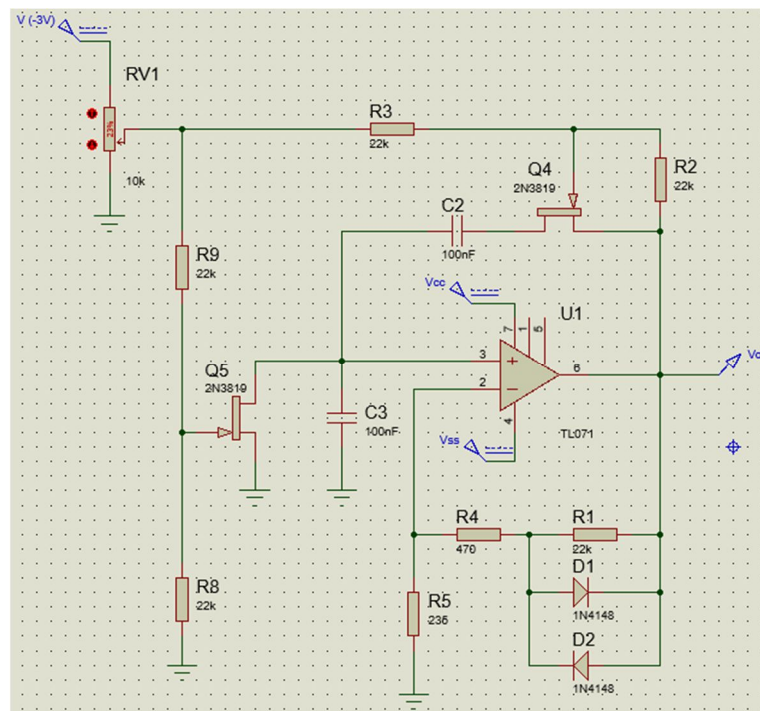 V (-3V)
RV1
23%
10k
R3
22k
Q4
2N3819
R2
22k
C2
100nF
R9
22k
Vcc
U1
7
1
5
3
6
2
4
Vo
TL071
Q5
2N3819
C3
100nF
Vss
R4
470
R1
22k
D1
1N4148
R8
22k
R5
235
D2
1N4148